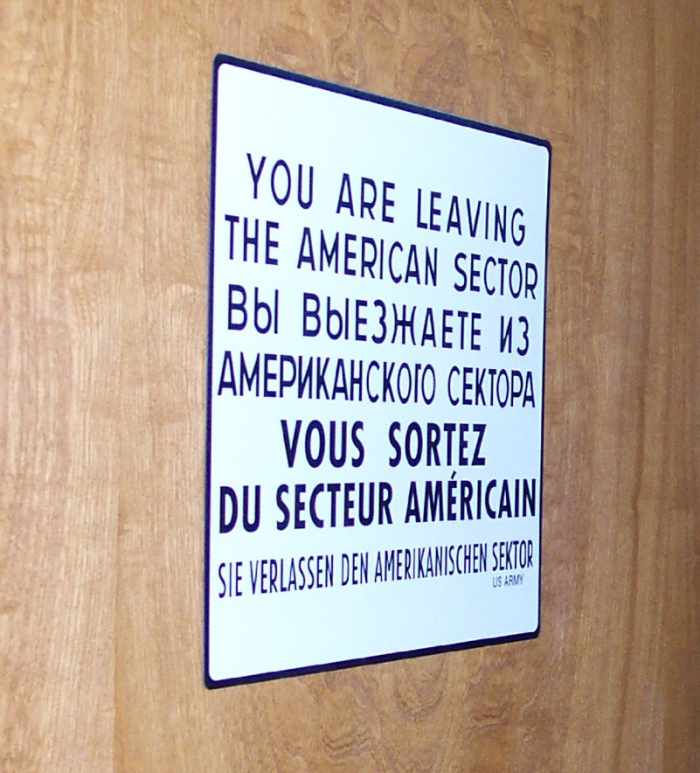 YOU ARE LEAVING
THE AMERICAN SECTOR
ВЫ ВЫЕЗЖАЕТЕ ИЗ
АМЕРИКАНСКОГО СЕКТОРА
VOUS SORTEZ
DU SECTEUR AMÉRICAIN
SIE VERLASSEN DEN AMERIKANISCHEN SEKTOR
US ARMY